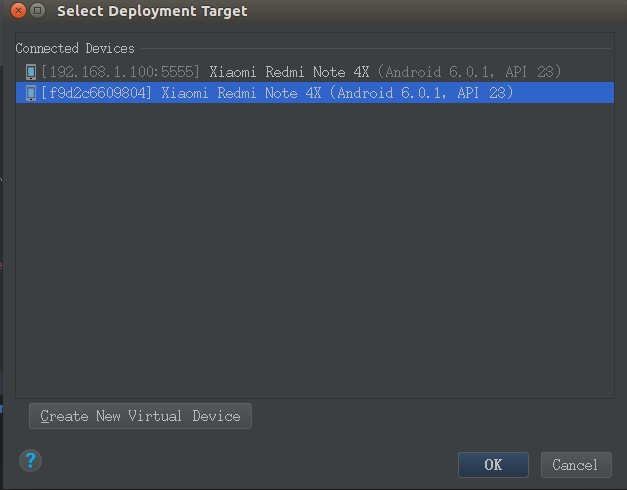 Select Deployment Target
Connected Devices
[192.168.1.100:5555] Xiaomi Redmi Note 4X (Android 6.0.1, API 23)
[f9d2c6609804] Xiaomi Redmi Note 4X (Android 6.0.1, API 23)
Create New Virtual Device
?
OK
Cancel